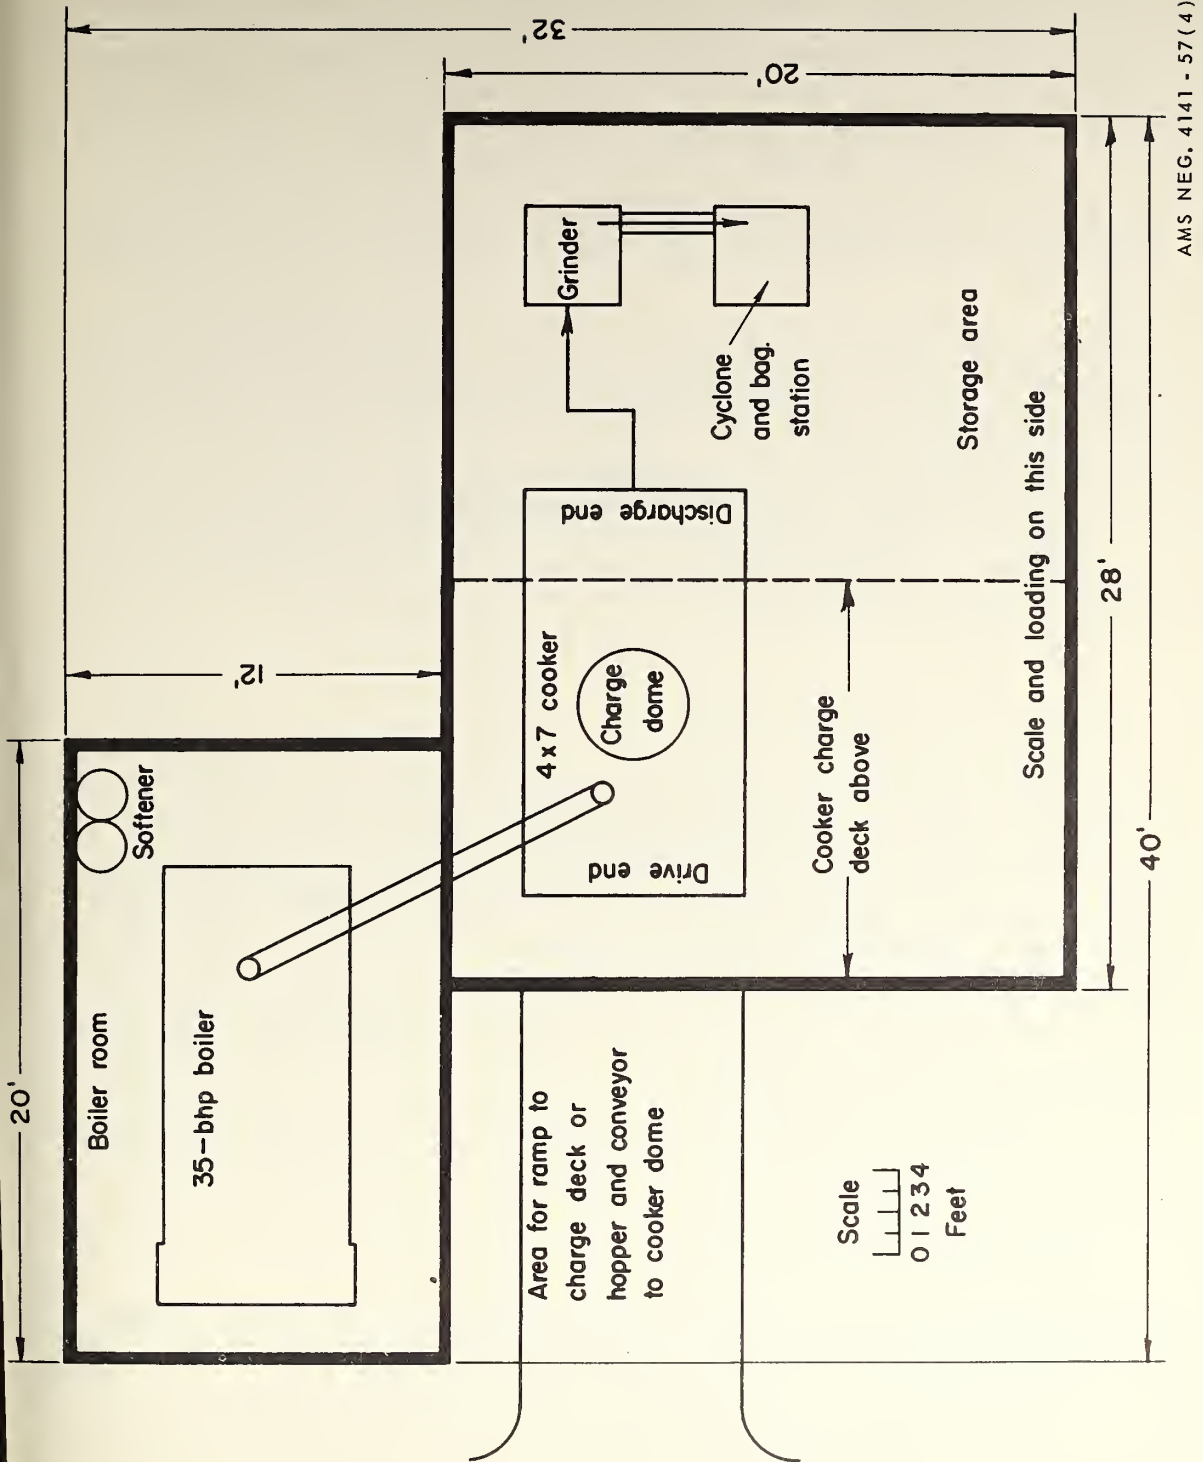 20'
32'
12'
20'
Boiler room
Softener
35-bhp boiler
Area for ramp to
charge deck or
hopper and conveyor
to cooker dome
4 x 7 cooker
Drive end
Charge
dome
Discharge end
Grinder
Cyclone
and bag.
station
Cooker charge
deck above
Storage area
Scale and loading on this side
Scale
0 1 2 3 4
Feet
28'
40'
AMS NEG. 4141 - 57(4)